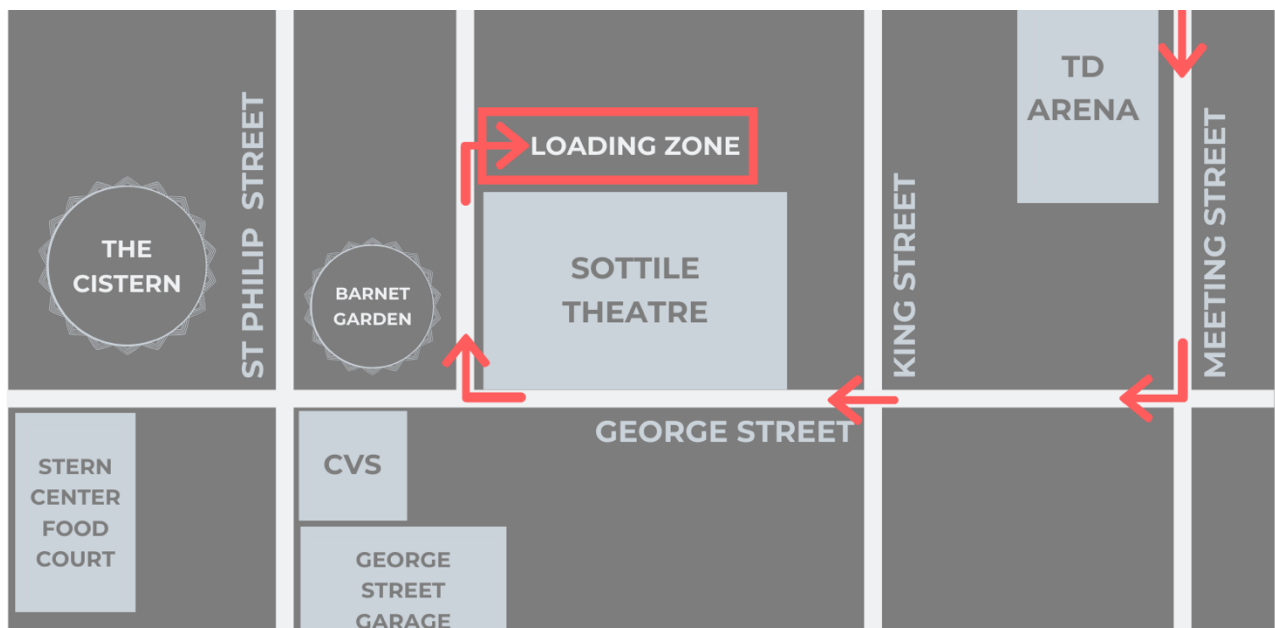 TD
ARENA
LOADING ZONE
ST PHILIP STREET
MEETING STREET
KING STREET
THE
CISTERN
SOTTILE
THEATRE
BARNET
GARDEN
GEORGE STREET
CVS
STERN
CENTER
FOOD
COURT
GEORGE
STREET
GARAGE